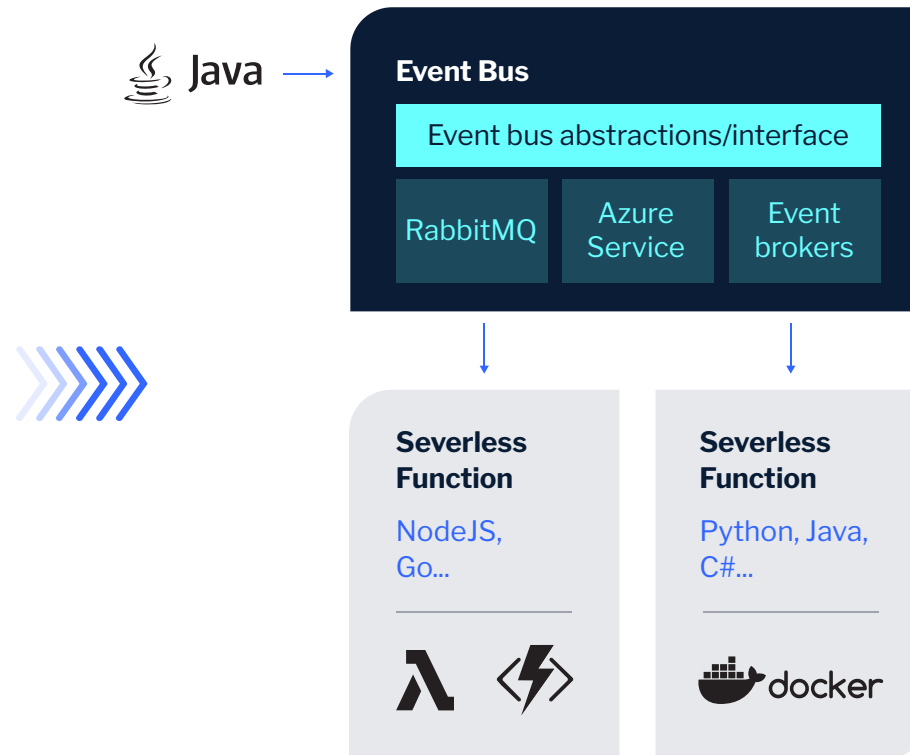 Java
Event Bus
Event bus abstractions/interface
RabbitMQ
Azure
Service
Event
brokers
Severless
Function
NodeJS,
Go...
Severless
Function
Python, Java,
C#...
docker